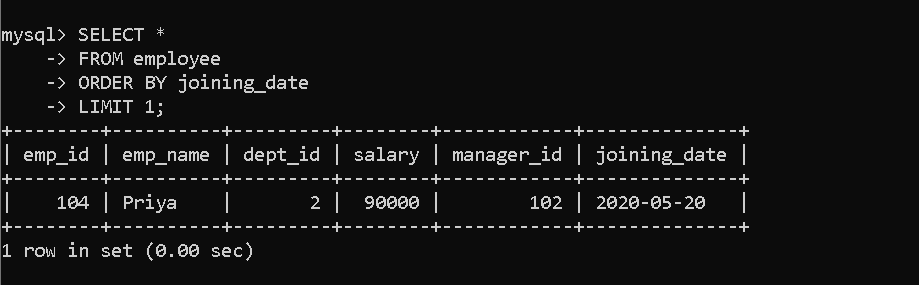 mysql> SELECT *
    -> FROM employee
    -> ORDER BY joining_date
    -> LIMIT 1;
+--------+----------+---------+--------+------------+--------------+
| emp_id | emp_name | dept_id | salary | manager_id | joining_date |
+--------+----------+---------+--------+------------+--------------+
|    104 | Priya    |       2 |  90000 |        102 | 2020-05-20   |
+--------+----------+---------+--------+------------+--------------+
1 row in set (0.00 sec)